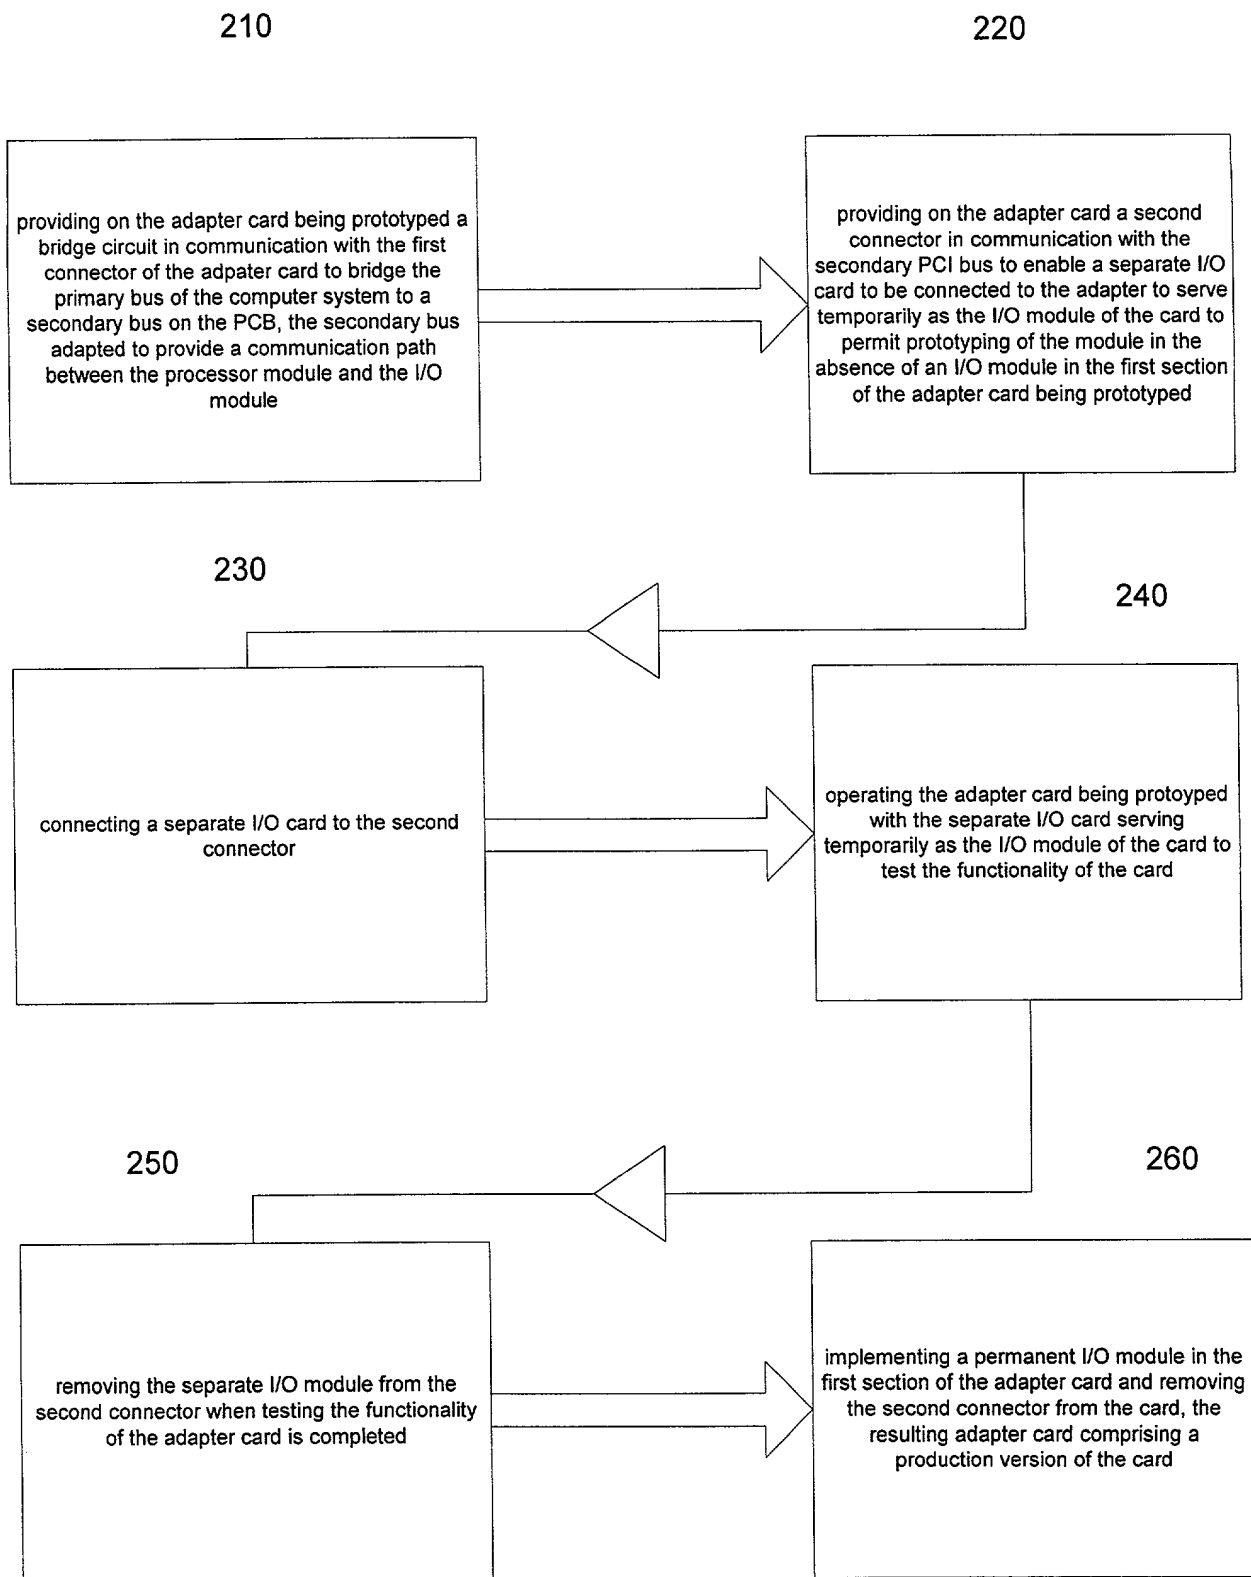 210
220
providing on the adapter card being prototyped a
bridge circuit in communication with the first
connector of the adpater card to bridge the
primary bus of the computer system to a
secondary bus on the PCB, the secondary bus
adapted to provide a communication path
between the processor module and the I/O
module
providing on the adapter card a second
connector in communication with the
secondary PCI bus to enable a separate I/O
card to be connected to the adapter to serve
temporarily as the I/O module of the card to
permit prototyping of the module in the
absence of an I/O module in the first section
of the adapter card being prototyped
230
240
connecting a separate I/O card to the second
connector
operating the adapter card being protoyped
with the separate I/O card serving
temporarily as the I/O module of the card to
test the functionality of the card
250
260
removing the separate I/O module from the
second connector when testing the functionality
of the adapter card is completed
implementing a permanent I/O module in the
first section of the adapter card and removing
the second connector from the card, the
resulting adapter card comprising a
production version of the card